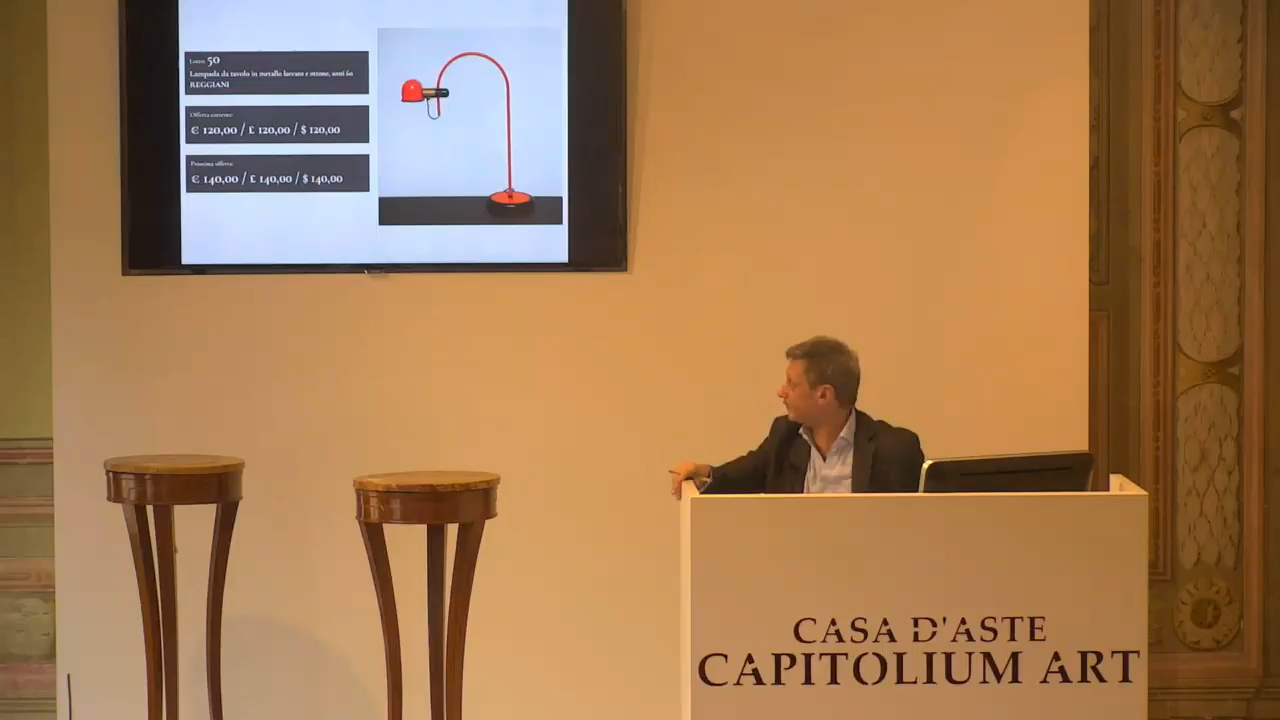 Lotto: 50
Lampada da tavolo in metallo laccato e ottone, anni 60
REGGIANI
Offerta corrente:
€ 120,00 / £ 120,00 / $ 120,00
Prossima offerta:
€ 140,00 / £ 140,00 / $ 140,00
CASA D'ASTE
CAPITOLIUM ART